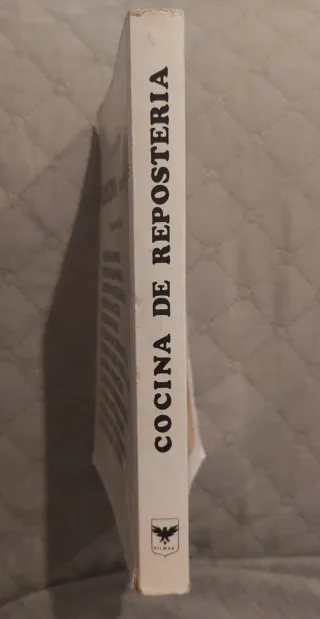 COCINA DE REPOSTERIA